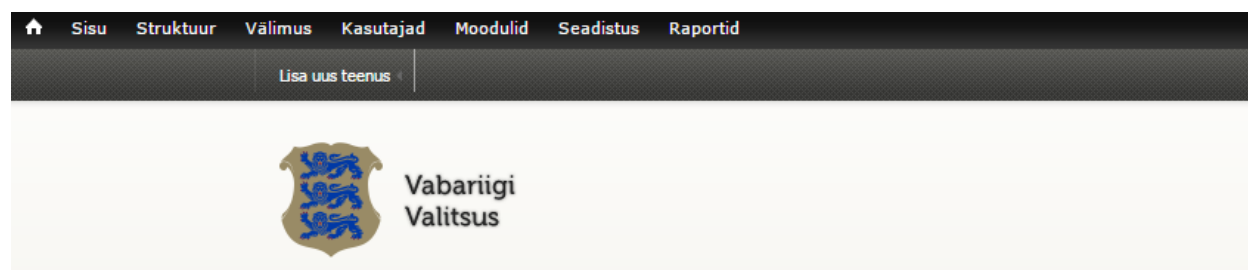 Sisu Struktuur Välimus Kasutajad Moodulid Seadistus Raportid
Lisa uus teenus
Vabariigi
Valitsus